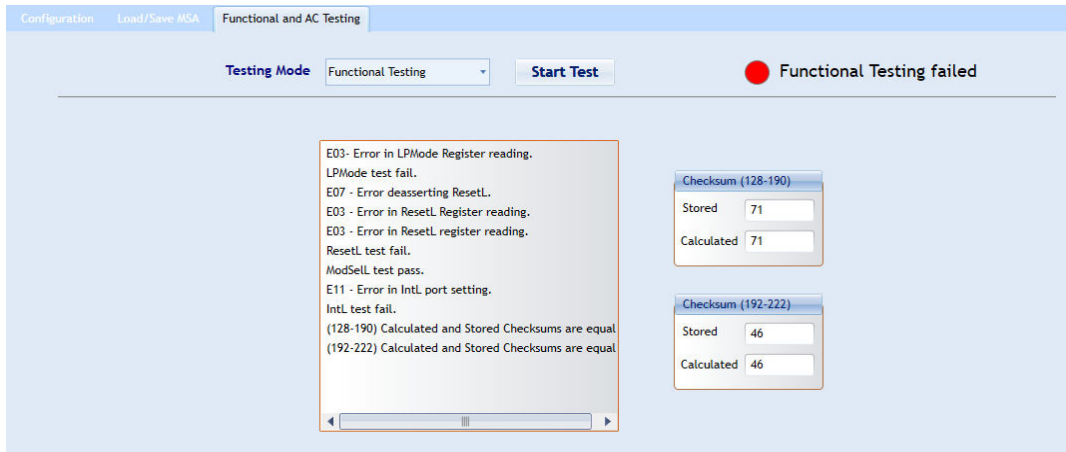 Configuration Load/Save MSA Functional and AC Testing
Testing Mode Functional Testing Start Test Functional Testing failed
E03- Error in LPMode Register reading.
LPMode test fail.
E07 - Error deasserting ResetL.
E03 - Error in ResetL Register reading.
E03 - Error in ResetL register reading.
ResetL test fail.
ModSelL test pass.
E11 - Error in IntL port setting.
IntL test fail.
(128-190) Calculated and Stored Checksums are equal
(192-222) Calculated and Stored Checksums are equal
Checksum (128-190)
Stored 71
Calculated 71
Checksum (192-222)
Stored 46
Calculated 46